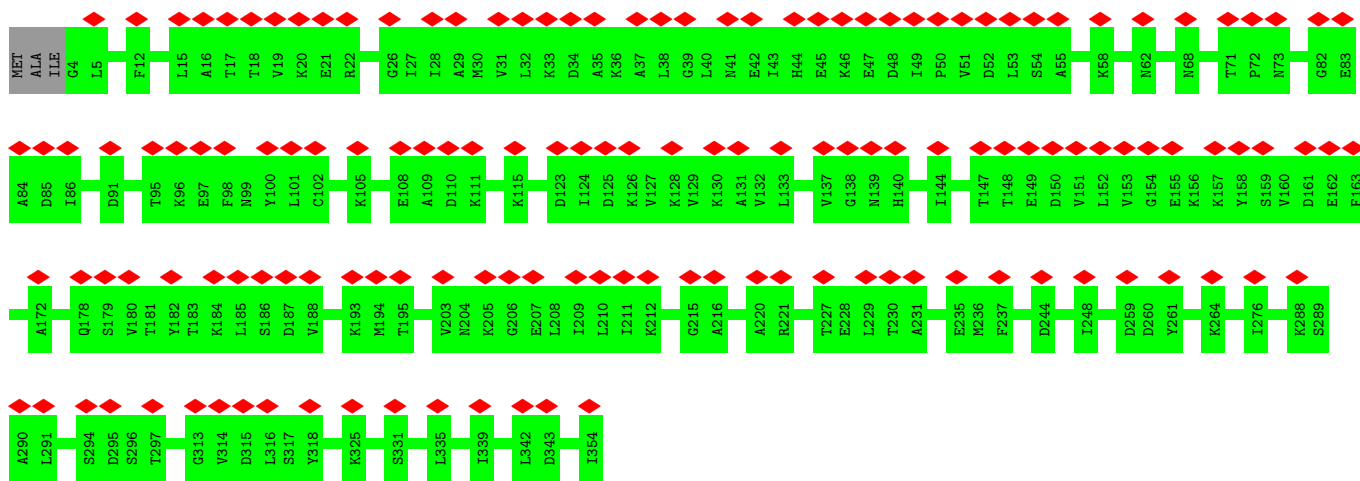 MET ALA ILE G4 L5 F12 L15 A16 T17 T18 V19 K20 E21 R22 G26 I27 I28 A29 M30 V31 L32 K33 D34 A35 K36 A37 L38 G39 L40 N41 E42 I43 H44 E45 K46 E47 D48 I49 P50 V51 D52 L53 S54 A55 K58 N62 N68 T71 P72 N73 G82 E83
A84 D85 I86 D91 T95 K96 E97 F98 N99 Y100 L101 C102 K105 E108 A109 D110 K111 K115 D123 I124 D125 K126 V127 K128 V129 K130 A131 V132 L133 V137 G138 N139 H140 I144 T147 T148 E149 D150 V151 L152 V153 G154 E155 K156 K157 Y158 S159 V160 D161 E162 F163
A172 Q178 S179 V180 T181 Y182 T183 K184 L185 S186 D187 V188 K193 M194 T195 V203 N204 K205 G206 E207 L208 I209 L210 I211 K212 G215 A216 A220 R221 T227 E228 L229 T230 A231 E235 M236 F237 D244 I248 D259 D260 Y261 K264 I276 K288 S289
A290 L291 S294 D295 S296 T297 G313 V314 D315 L316 S317 Y318 K325 S331 L335 I339 L342 D343 I354